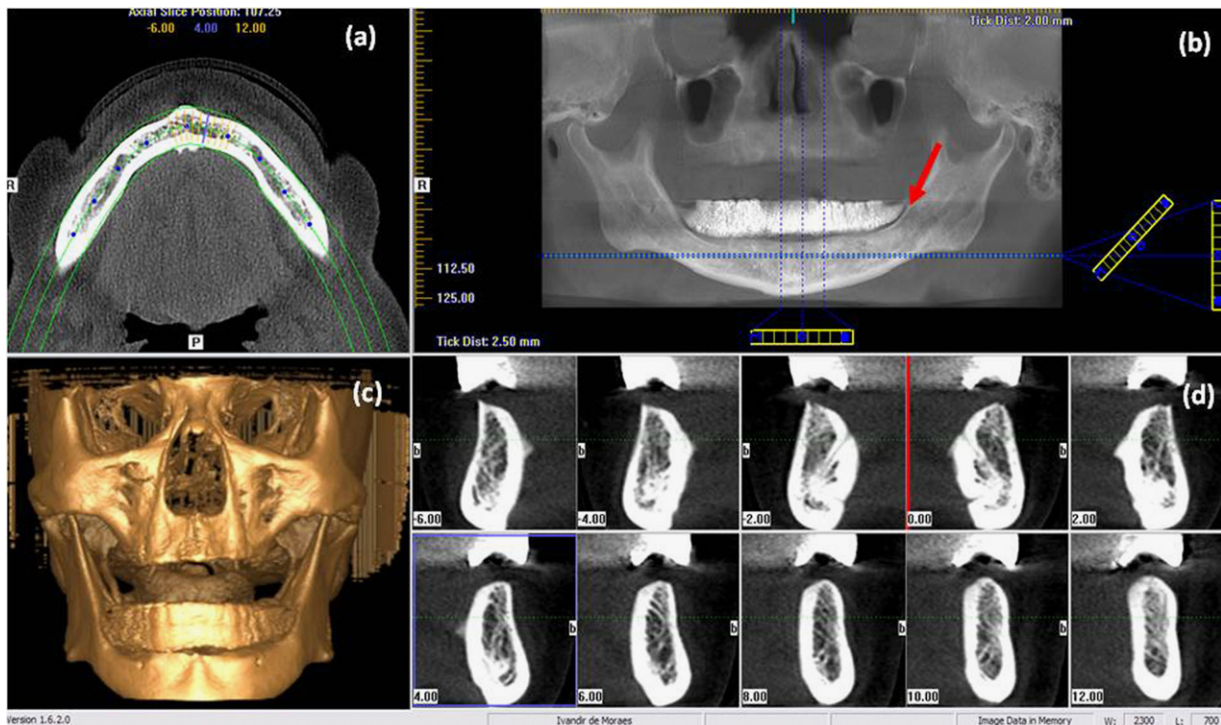 Axial Slice Position: 107.25
-6.00 4.00 12.00
(a)
R
P
Tick Dist: 2.00 mm
(b)
R
112.50
125.00
Tick Dist: 2.50 mm
(c)
(d)
b
b
b
b
b
-6.00
-4.00
-2.00
0.00
2.00
b
b
b
b
b
4.00
6.00
8.00
10.00
12.00
Version 1.6.2.0
Ivandir de Moraes
Image Data in Memory
W: 2300
L: